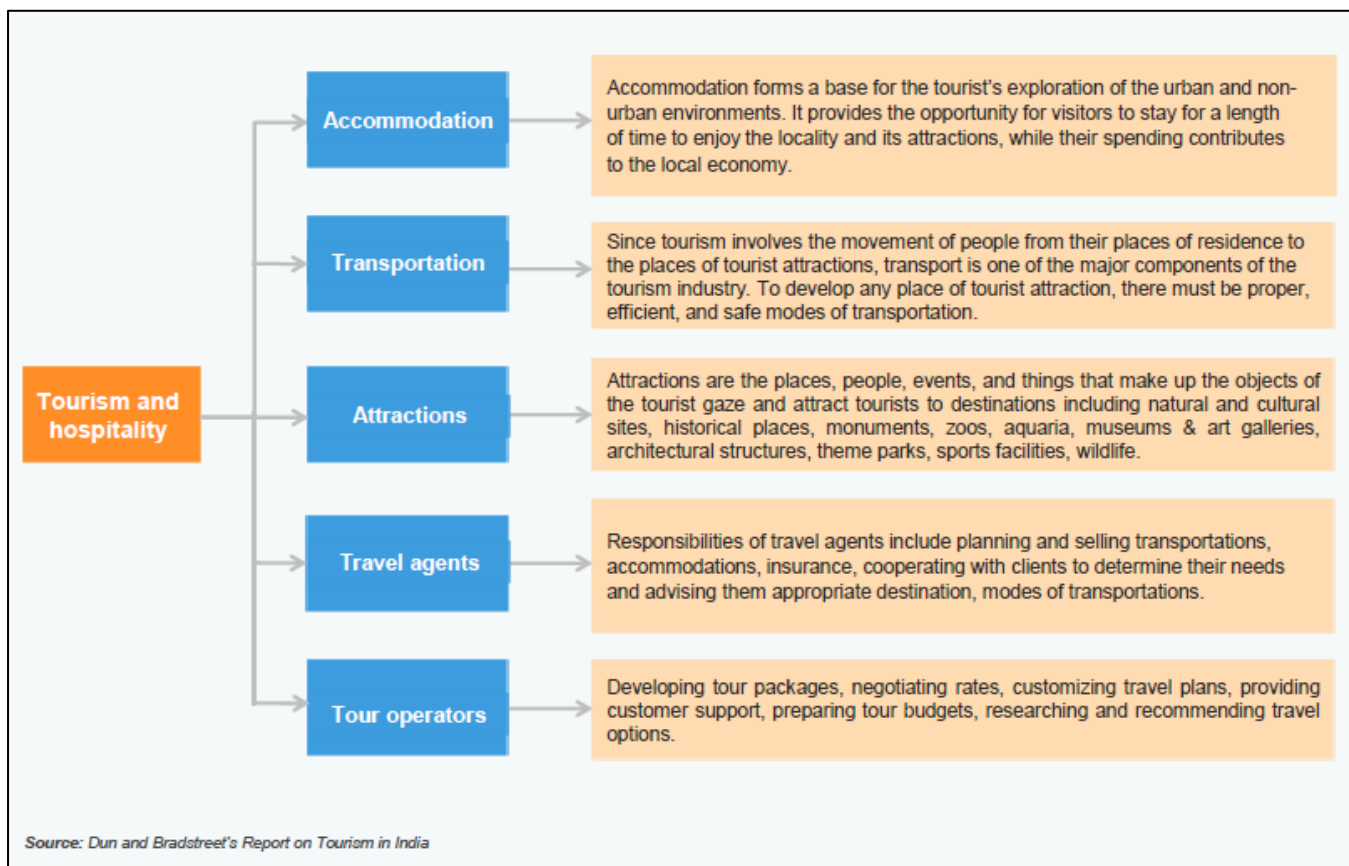 Accommodation
Accommodation forms a base for the tourist's exploration of the urban and non-
urban environments. It provides the opportunity for visitors to stay for a length
of time to enjoy the locality and its attractions, while their spending contributes
to the local economy.
Transportation
Since tourism involves the movement of people from their places of residence to
the places of tourist attractions, transport is one of the major components of the
tourism industry. To develop any place of tourist attraction, there must be proper,
efficient, and safe modes of transportation.
Tourism and
hospitality
Attractions
Attractions are the places, people, events, and things that make up the objects of
the tourist gaze and attract tourists to destinations including natural and cultural
sites, historical places, monuments, zoos, aquaria, museums & art galleries,
architectural structures, theme parks, sports facilities, wildlife.
Travel agents
Responsibilities of travel agents include planning and selling transportations,
accommodations, insurance, cooperating with clients to determine their needs
and advising them appropriate destination, modes of transportations.
Tour operators
Developing tour packages, negotiating rates, customizing travel plans, providing
customer support, preparing tour budgets, researching and recommending travel
options.
Source: Dun and Bradstreet's Report on Tourism in India